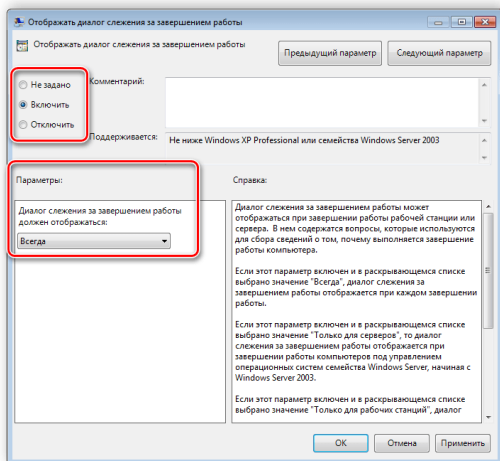 Отображать диалог слежения за завершением работы
Отображать диалог слежения за завершением работы
Предыдущий параметр
Следующий параметр
Не задано
Включить
Отключить
Комментарий:
Поддерживается:
Не ниже Windows XP Professional или семейства Windows Server 2003
Параметры:
Справка:
Диалог слежения за завершением работы
должен отображаться:
Всегда
Диалог слежения за завершением работы может
отображаться при завершении работы рабочей станции или
сервера. В нем содержатся вопросы, которые используются
для сбора сведений о том, почему выполняется завершение
работы компьютера.
Если этот параметр включен и в раскрывающемся списке
выбрано значение "Всегда", диалог слежения за
завершением работы отображается при каждом завершении
работы.
Если этот параметр включен и в раскрывающемся списке
выбрано значение "Только для серверов", то диалог
слежения за завершением работы отображается при
завершении работы компьютеров под управлением
операционных систем семейства Windows Server, начиная с
Windows Server 2003.
Если этот параметр включен и в раскрывающемся списке
выбрано значение "Только для рабочих станций", диалог
ОК
Отмена
Применить